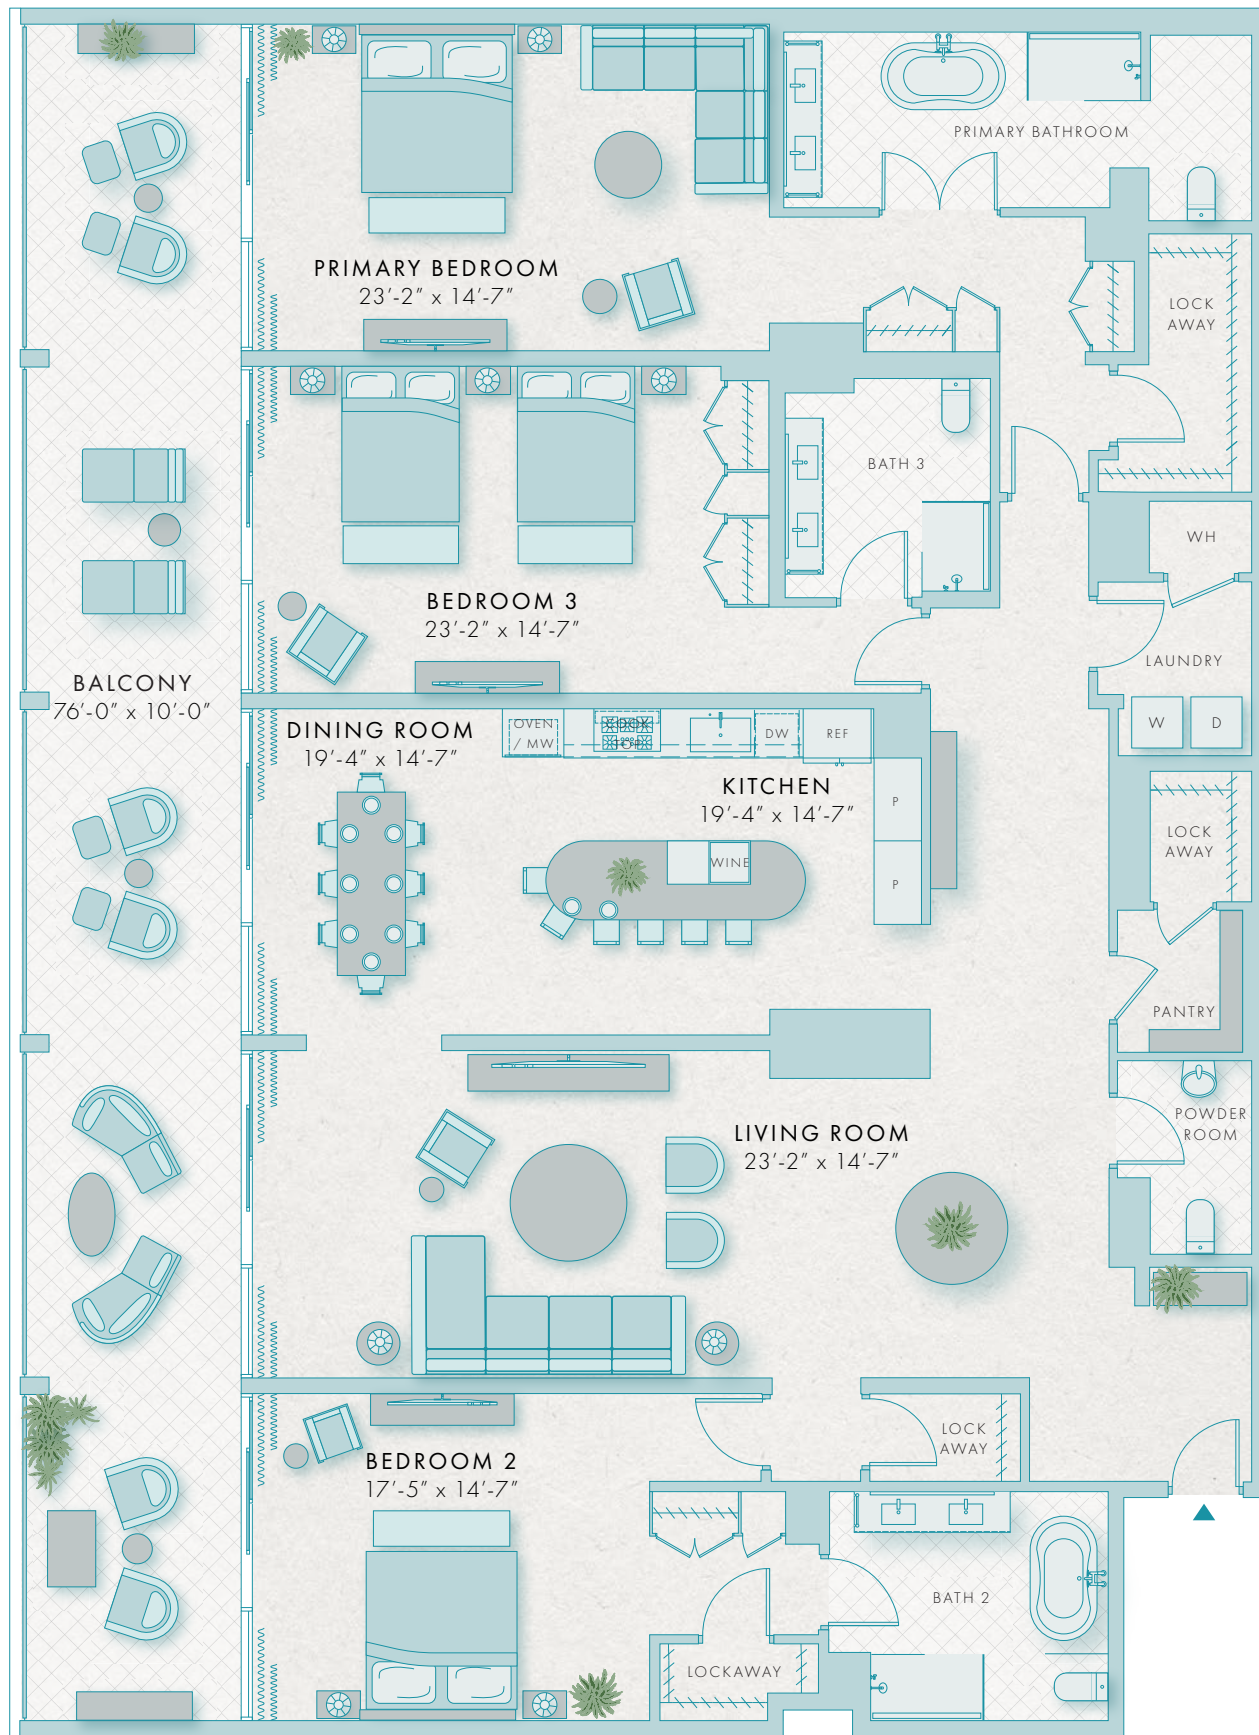 PRIMARY BATHROOM
PRIMARY BEDROOM
23'-2" x 14'-7"
LOCK
AWAY
BATH 3
WH
BEDROOM 3
23'-2" x 14'-7"
LAUNDRY
BALCONY
76'-0" x 10'-0"
W
D
DINING ROOM
19'-4" x 14'-7"
OVEN
/ MW
COOK
TOP
DW
REF
KITCHEN
19'-4" x 14'-7"
P
P
WINE
LOCK
AWAY
PANTRY
POWDER
ROOM
LIVING ROOM
23'-2" x 14'-7"
LOCK
AWAY
BEDROOM 2
17'-5" x 14'-7"
BATH 2
LOCKAWAY